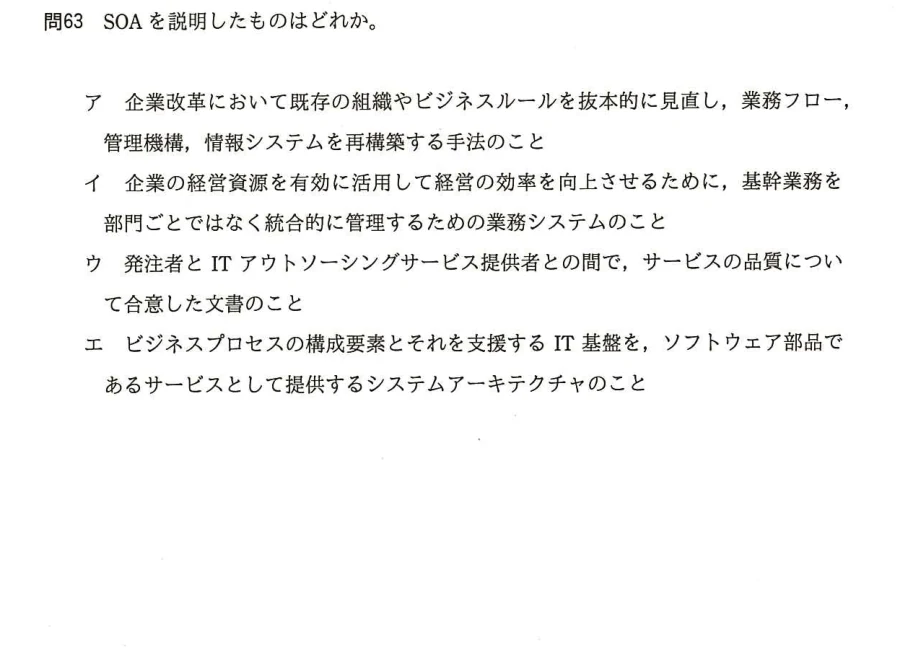 問63 SOAを説明したものはどれか。
ア 企業改革において既存の組織やビジネスルールを抜本的に見直し，業務フロー，
管理機構，情報システムを再構築する手法のこと
イ 企業の経営資源を有効に活用して経営の効率を向上させるために，基幹業務を
部門ごとではなく統合的に管理するための業務システムのこと
ウ 発注者と IT アウトソーシングサービス提供者との間で，サービスの品質につい
て合意した文書のこと
エ ビジネスプロセスの構成要素とそれを支援する IT 基盤を，ソフトウェア部品で
あるサービスとして提供するシステムアーキテクチャのこと